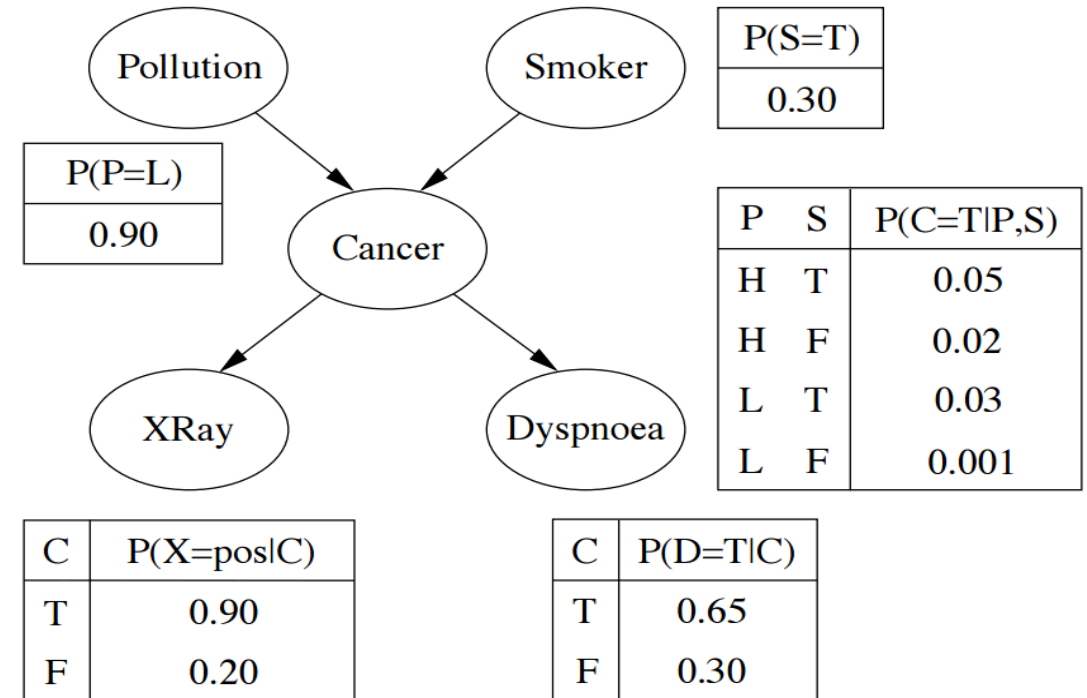 Pollution
Smoker
P(S=T)
0.30
P(P=L)
0.90
Cancer
P S P(C=T|P,S)
H T 0.05
H F 0.02
L T 0.03
L F 0.001
XRay
Dyspnoea
C P(X=pos|C)
T 0.90
F 0.20
C P(D=T|C)
T 0.65
F 0.30